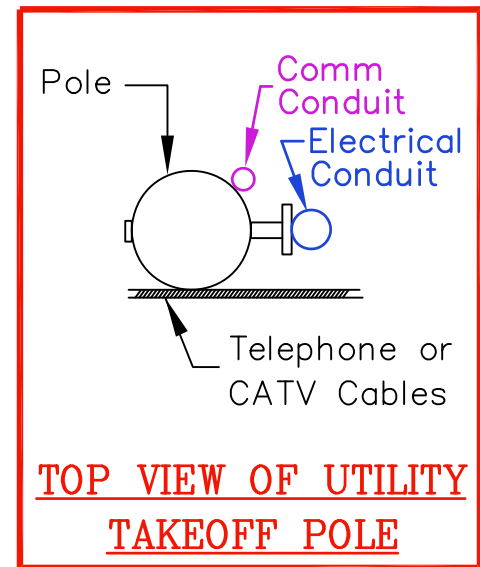 Pole
Comm
Conduit
Electrical
Conduit
Telephone or
CATV Cables
TOP VIEW OF UTILITY
TAKEOFF POLE